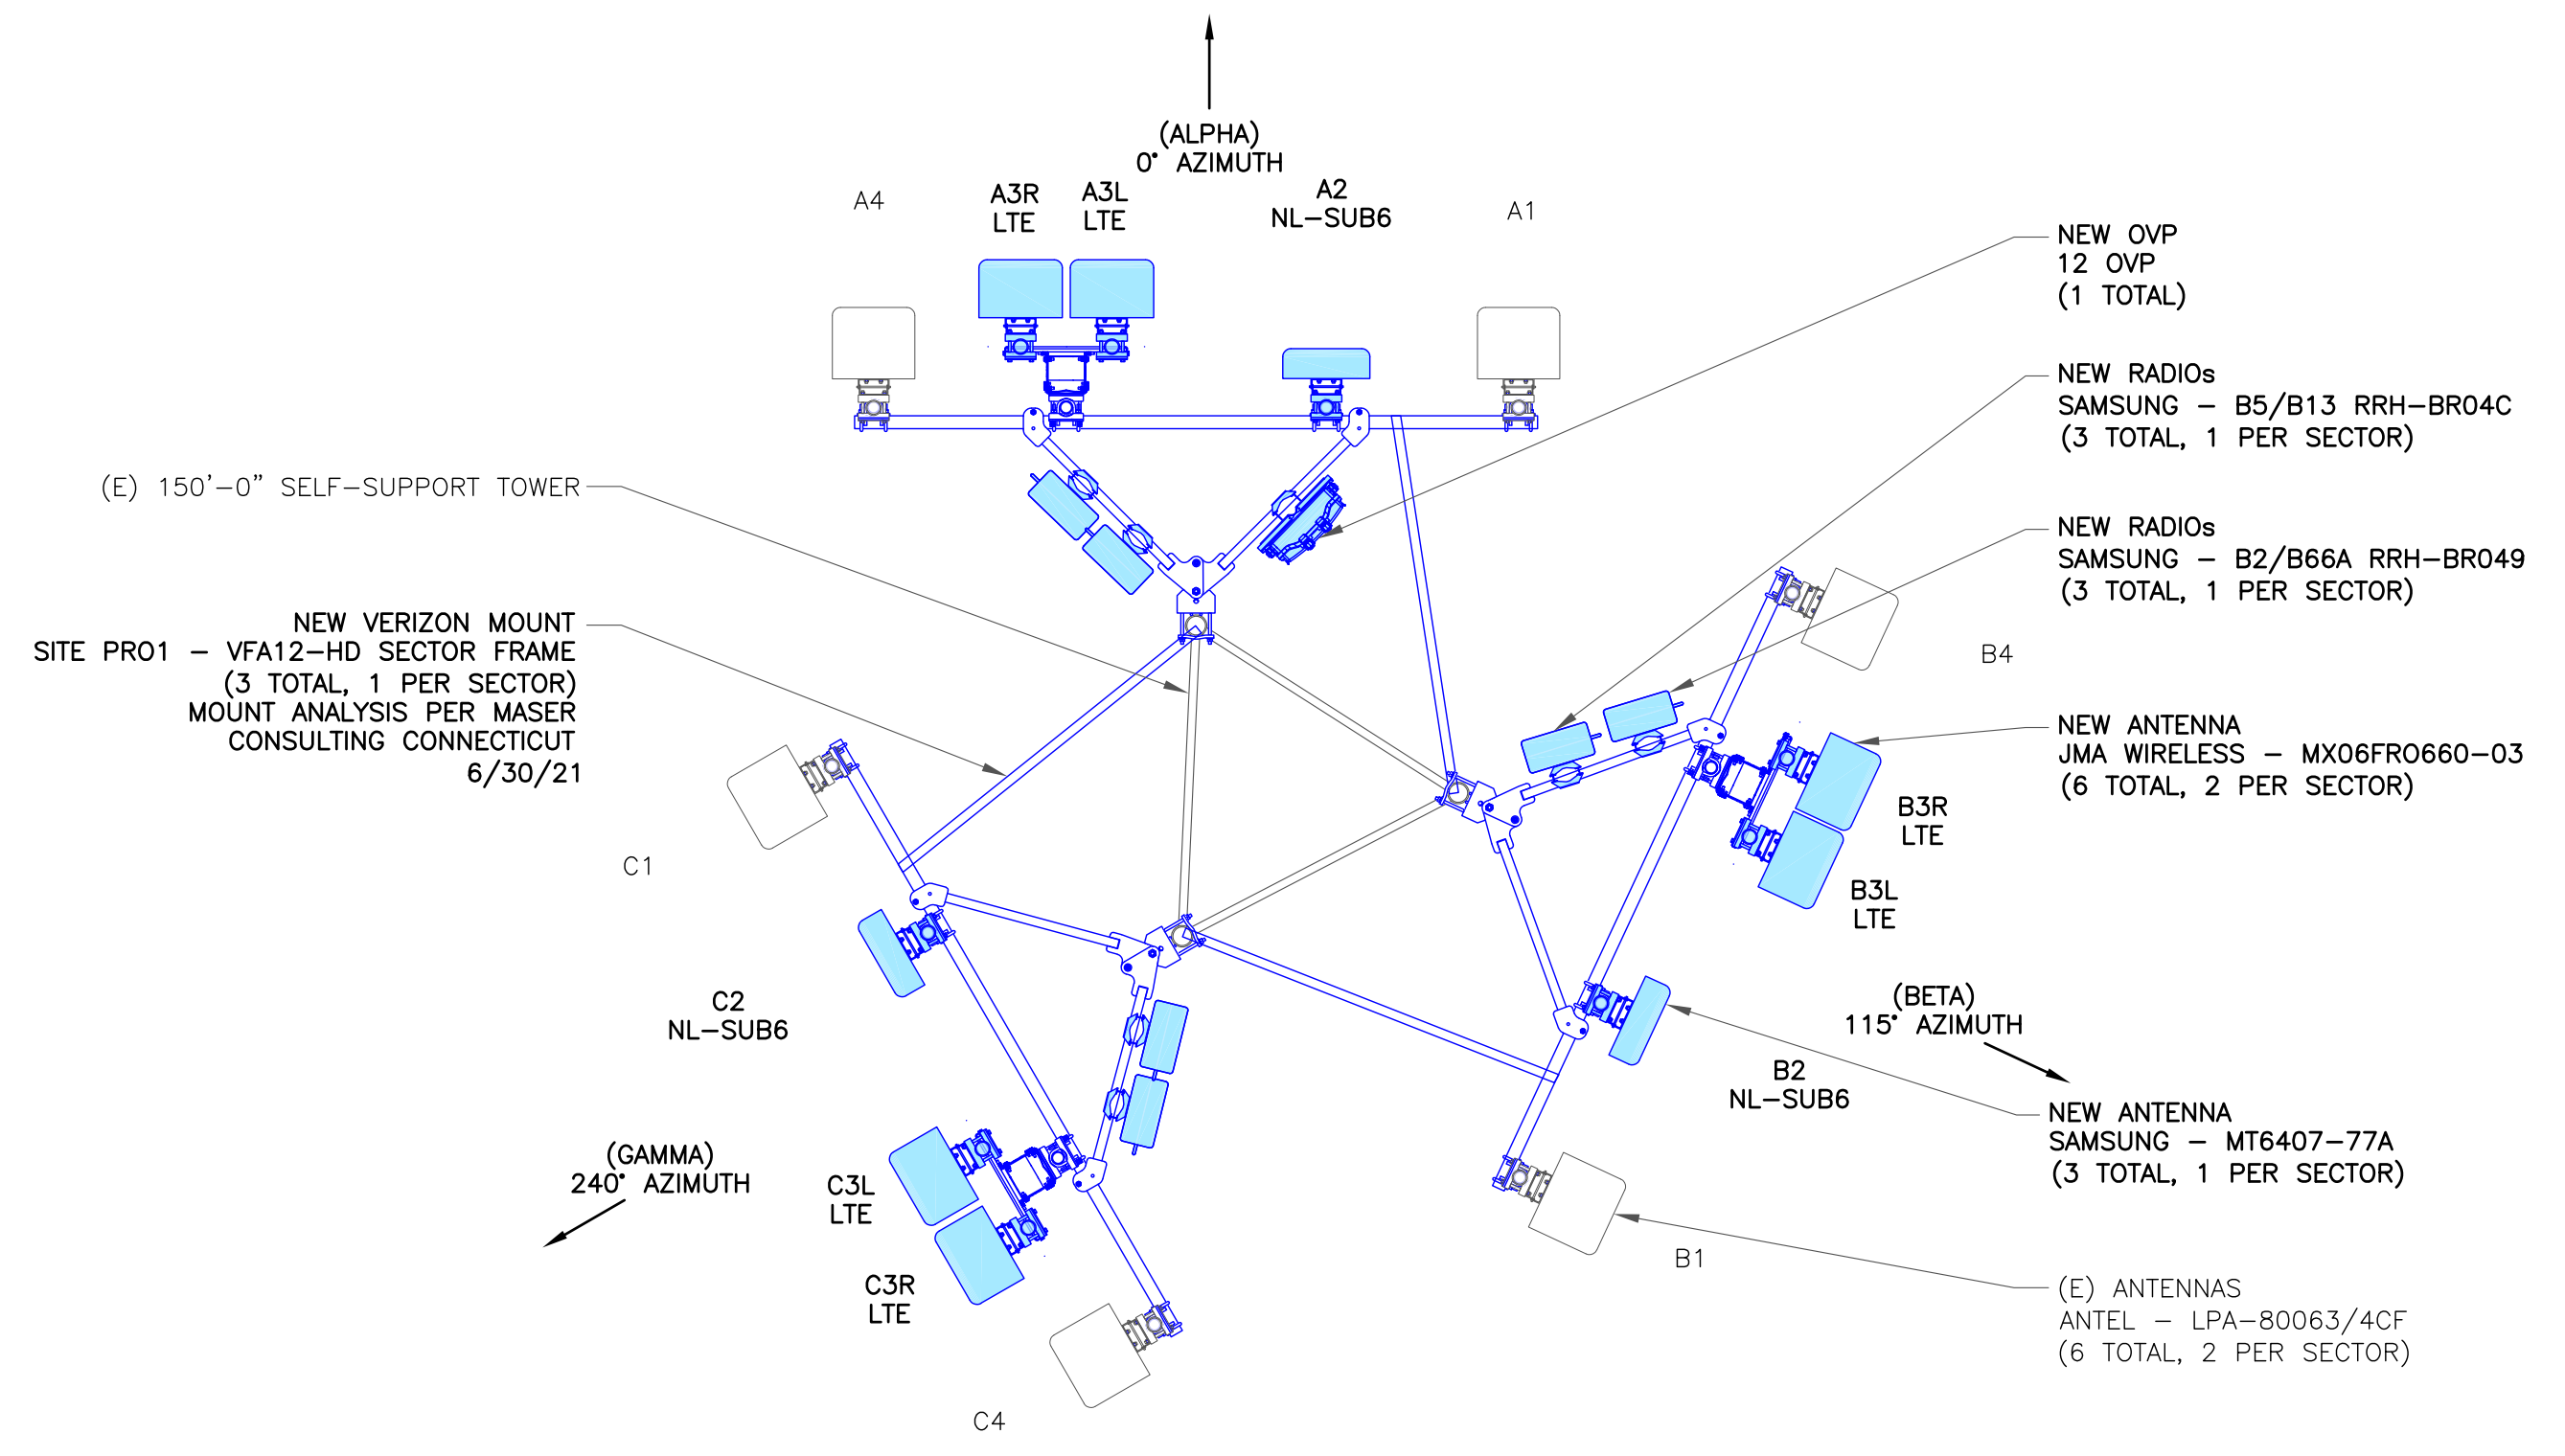 (ALPHA)
0° AZIMUTH
A4
A3R
LTE
A3L
LTE
A2
NL-SUB6
A1
NEW OVP
12 OVP
(1 TOTAL)
NEW RADIOs
SAMSUNG - B5/B13 RRH-BR04C
(3 TOTAL, 1 PER SECTOR)
(E) 150'-0" SELF-SUPPORT TOWER
NEW RADIOs
SAMSUNG - B2/B66A RRH-BR049
(3 TOTAL, 1 PER SECTOR)
NEW VERIZON MOUNT
SITE PRO1 - VFA12-HD SECTOR FRAME
(3 TOTAL, 1 PER SECTOR)
MOUNT ANALYSIS PER MASER
CONSULTING CONNECTICUT
6/30/21
B4
NEW ANTENNA
JMA WIRELESS - MX06FRO660-03
(6 TOTAL, 2 PER SECTOR)
B3R
LTE
C1
B3L
LTE
C2
NL-SUB6
(BETA)
115° AZIMUTH
B2
NL-SUB6
NEW ANTENNA
SAMSUNG - MT6407-77A
(3 TOTAL, 1 PER SECTOR)
(GAMMA)
240° AZIMUTH
C3L
LTE
B1
C3R
LTE
(E) ANTENNAS
ANTEL - LPA-80063/4CF
(6 TOTAL, 2 PER SECTOR)
C4